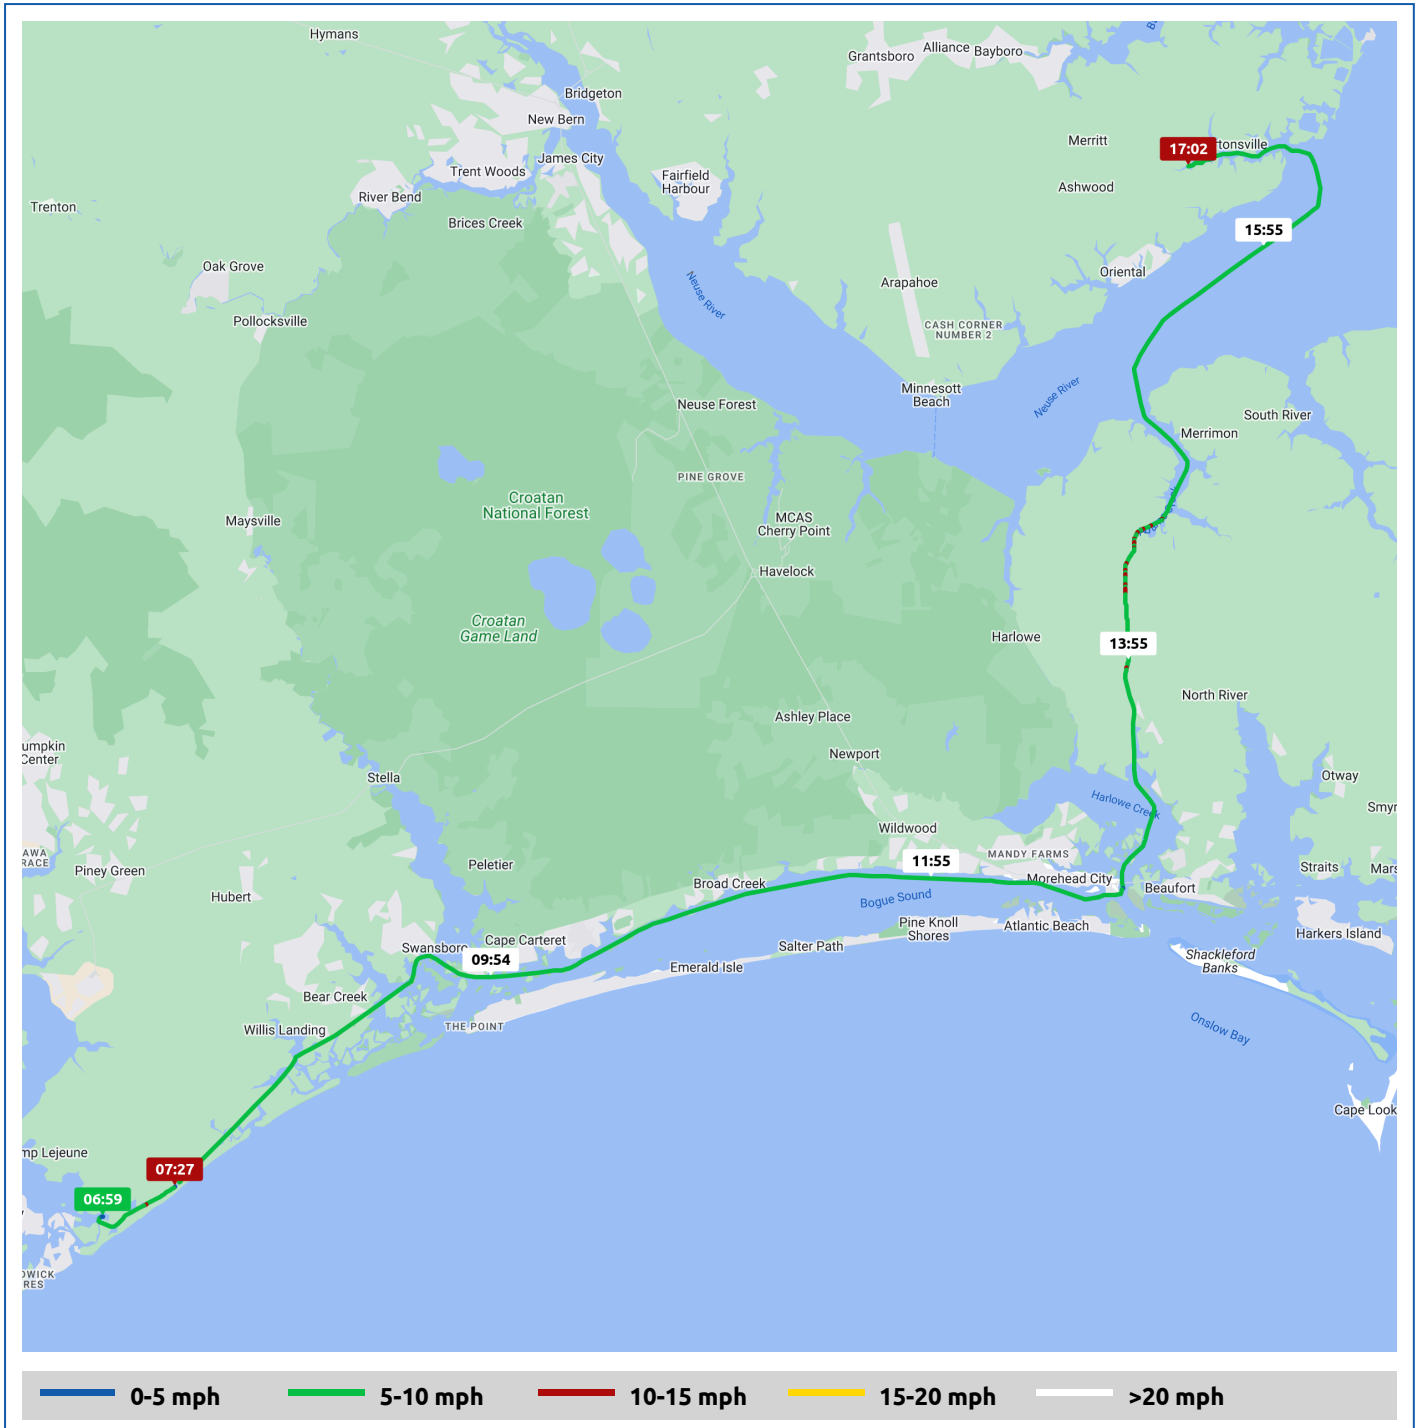 Hymans
Grantsboro
Alliance
Bayboro
Bridgeton
New Bern
James City
Merritt
17:02
rtonsville
Trent Woods
Fairfield
Harbour
Ashwood
River Bend
Trenton
Brices Creek
15:55
Oak Grove
Oriental
Arapahoe
Neuse River
Pollocksville
CASH CORNER
NUMBER 2
Minnesott
Beach
Neuse River
Neuse Forest
South River
Merrimon
PINE GROVE
Croatan
National Forest
Maysville
MCAS
Cherry Point
Havelock
Croatan
Game Land
Harlowe
13:55
North River
Ashley Place
umpkin
Center
Newport
Stella
Otway
Harlowe Creek
Smyr
Wildwood
AWA
RACE
Piney Green
Peletier
11:55
MANDY FARMS
Straits
Mars
Hubert
Broad Creek
Morehead City
Beaufort
Bogue Sound
Pine Knoll
Shores
Atlantic Beach
Harkers Island
Swansboro
Cape Carteret
Salter Path
09:54
Emerald Isle
Shackleford
Banks
Bear Creek
Willis Landing
THE POINT
Onslow Bay
Cape Look
mp Lejeune
07:27
06:59
DWICK
RES
0-5 mph
5-10 mph
10-15 mph
15-20 mph
>20 mph